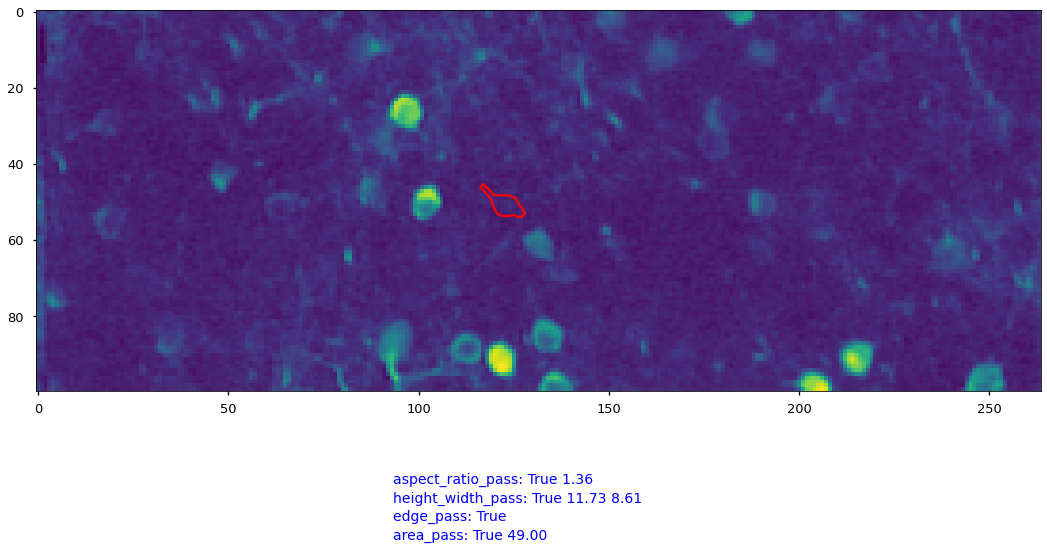 0
20
40
60
80
0 50 100 150 200 250
aspect_ratio_pass: True 1.36
height_width_pass: True 11.73 8.61
edge_pass: True
area_pass: True 49.00